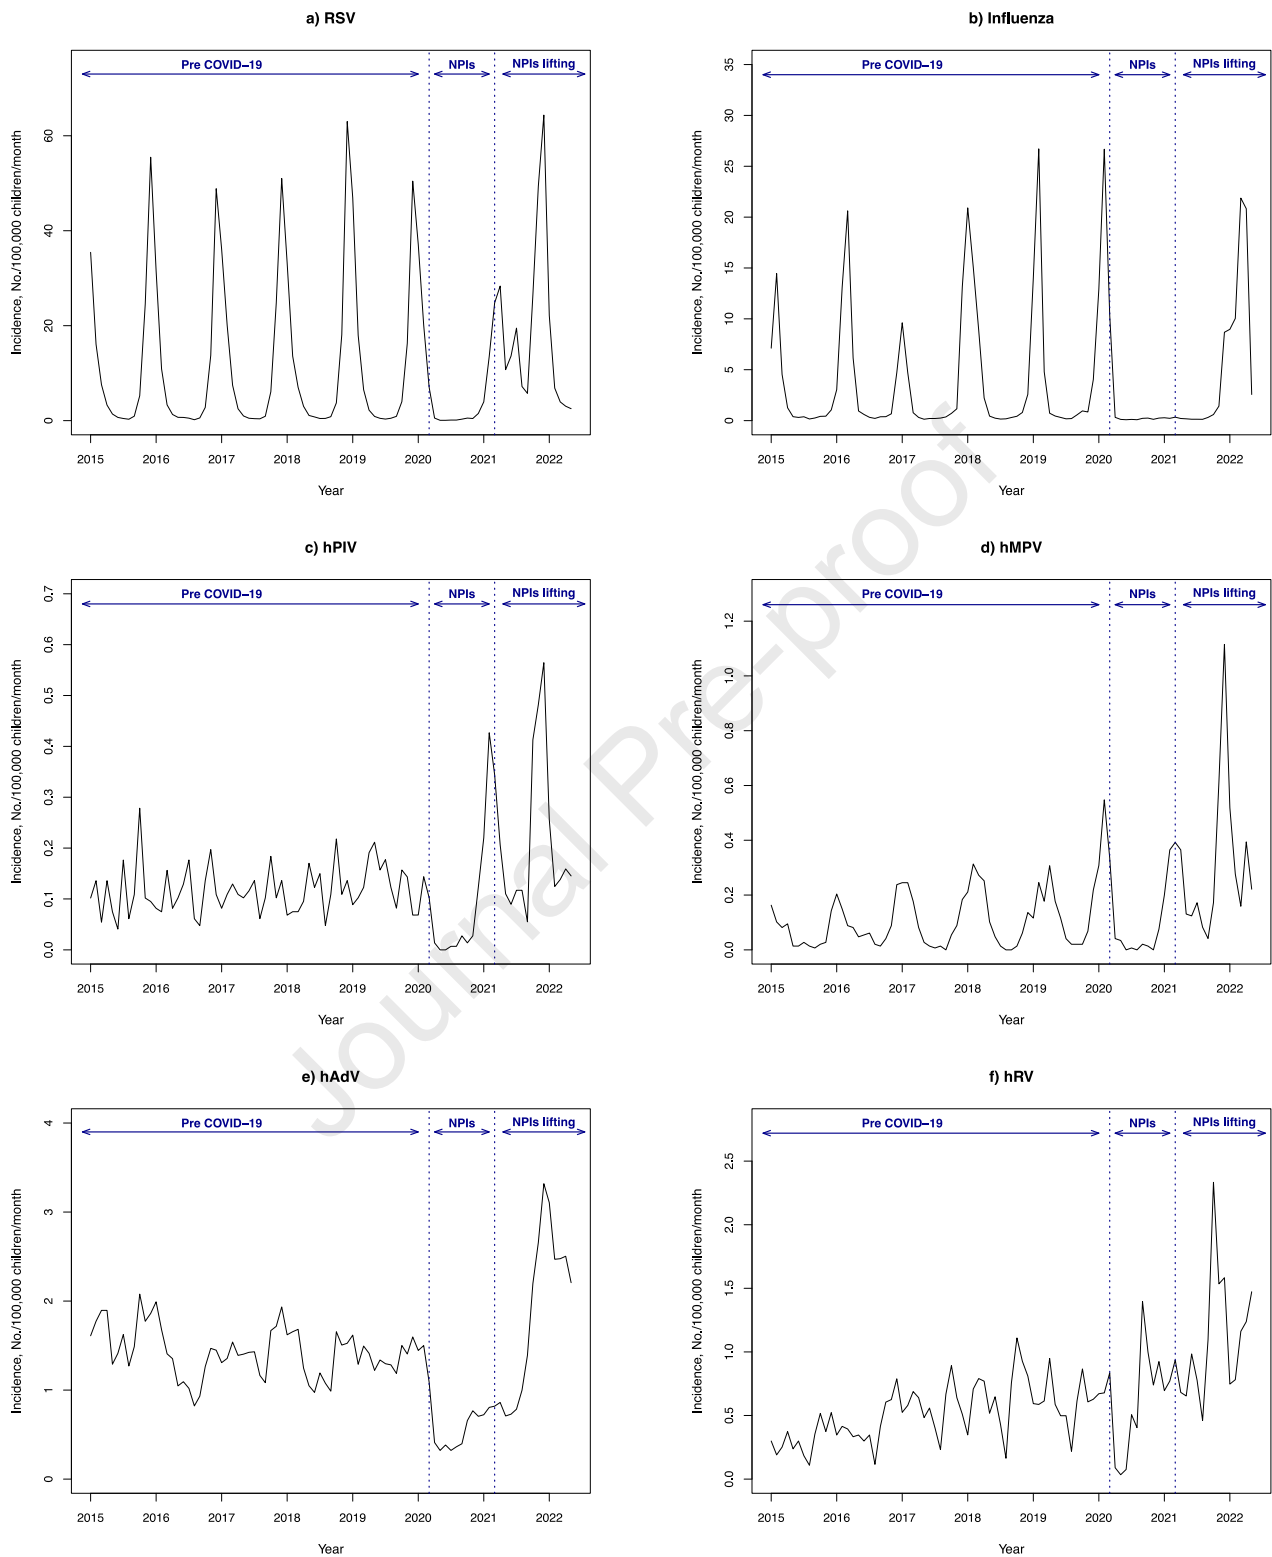 a) RSV
Pre COVID–19 NPIs NPIs lifting
Incidence, No./100,000 children/month
60
40
20
0
2015 2016 2017 2018 2019 2020 2021 2022
Year
b) Influenza
Pre COVID–19 NPIs NPIs lifting
Incidence, No./100,000 children/month
35
30
25
20
15
10
5
0
2015 2016 2017 2018 2019 2020 2021 2022
Year
c) hPIV
Pre COVID–19 NPIs NPIs lifting
Incidence, No./100,000 children/month
0.7
0.6
0.5
0.4
0.3
0.2
0.1
0.0
2015 2016 2017 2018 2019 2020 2021 2022
Year
d) hMPV
Pre COVID–19 NPIs NPIs lifting
Incidence, No./100,000 children/month
1.2
1.0
0.8
0.6
0.4
0.2
0.0
2015 2016 2017 2018 2019 2020 2021 2022
Year
e) hAdV
Pre COVID–19 NPIs NPIs lifting
Incidence, No./100,000 children/month
4
3
2
1
0
2015 2016 2017 2018 2019 2020 2021 2022
Year
f) hRV
Pre COVID–19 NPIs NPIs lifting
Incidence, No./100,000 children/month
2.5
2.0
1.5
1.0
0.5
0.0
2015 2016 2017 2018 2019 2020 2021 2022
Year
Journal Pre-proof